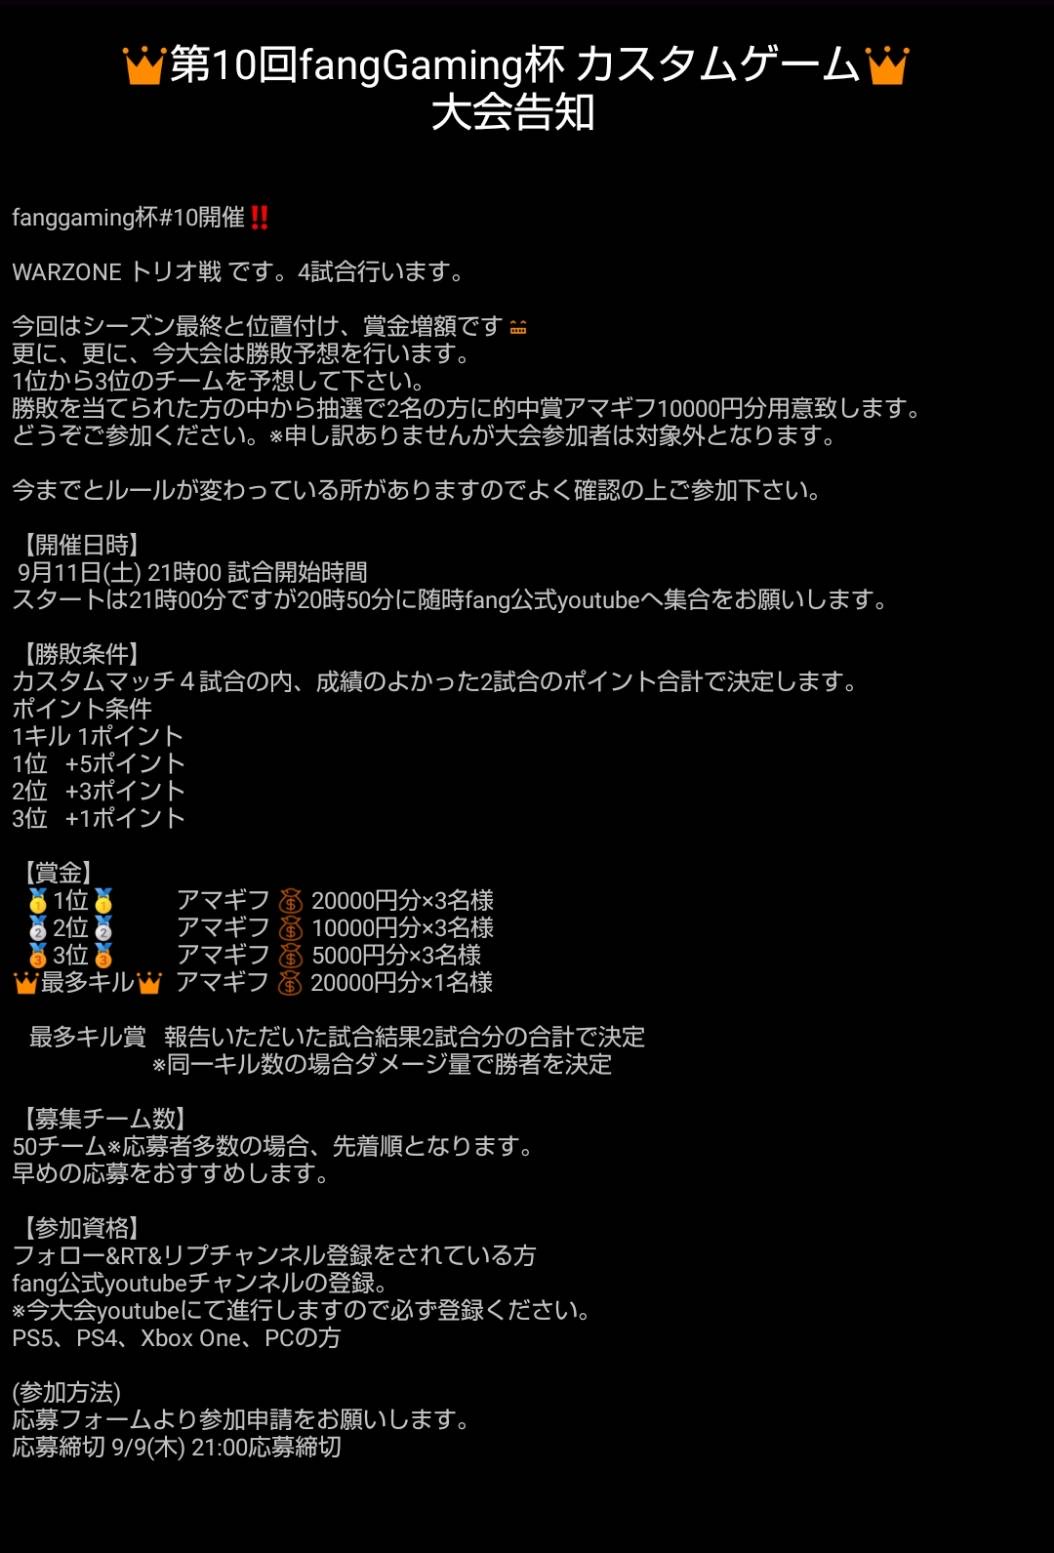 👑第10回fangGaming杯 カスタムゲーム👑
大会告知
fanggaming杯#10開催‼️
WARZONE トリオ戦 です。4試合行います。
今回はシーズン最終と位置付け、賞金増額です
更に、更に、今大会は勝敗予想を行います。
1位から3位のチームを予想して下さい。
勝敗を当てられた方の中から抽選で2名の方に的中賞アマギフ10000円分用意致します。
どうぞご参加ください。※申し訳ありませんが大会参加者は対象外となります。
今までとルールが変わっている所がありますのでよく確認の上ご参加下さい。
【開催日時】
9月11日(土) 21時00 試合開始時間
スタートは21時00分ですが20時50分に随時fang公式youtubeへ集合をお願いします。
【勝敗条件】
カスタムマッチ４試合の内、成績のよかった2試合のポイント合計で決定します。
ポイント条件
1キル 1ポイント
1位 +5ポイント
2位 +3ポイント
3位 +1ポイント
【賞金】
🥇1位🥇 アマギフ 💰 20000円分×3名様
🥈2位🥈 アマギフ 💰 10000円分×3名様
🥉3位🥉 アマギフ 💰 5000円分×3名様
👑最多キル👑 アマギフ 💰 20000円分×1名様
最多キル賞 報告いただいた試合結果2試合分の合計で決定
※同一キル数の場合ダメージ量で勝者を決定
【募集チーム数】
50チーム※応募者多数の場合、先着順となります。
早めの応募をおすすめします。
【参加資格】
フォロー&RT&リプチャンネル登録をされている方
fang公式youtubeチャンネルの登録。
※今大会youtubeにて進行しますので必ず登録ください。
PS5、PS4、Xbox One、PCの方
(参加方法)
応募フォームより参加申請をお願いします。
応募締切 9/9(木) 21:00応募締切